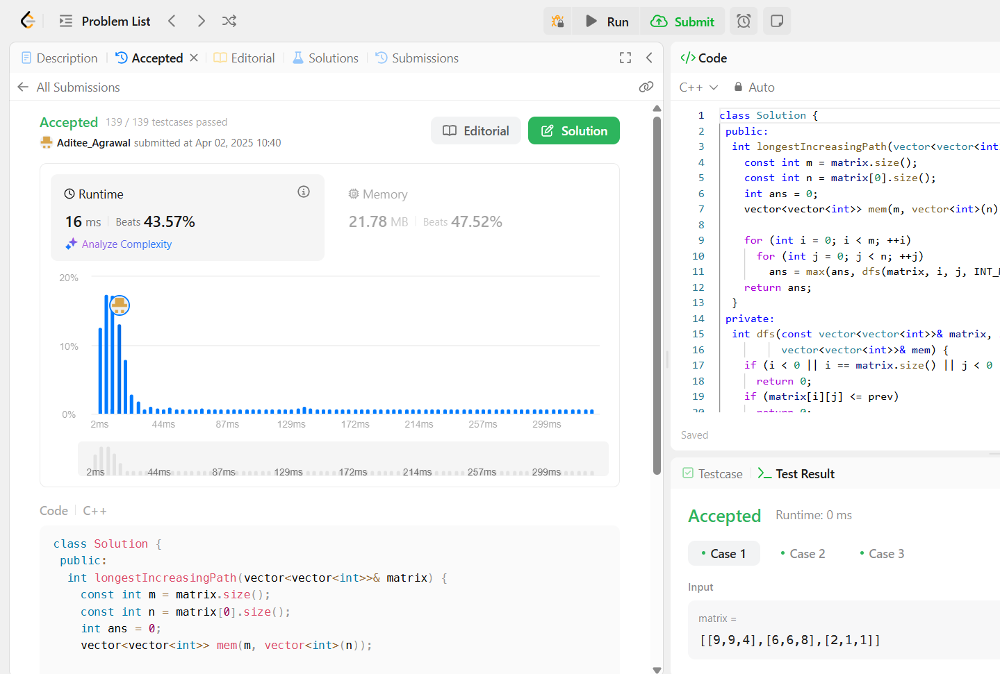 Problem List
Run
Submit
Description
Accepted
Editorial
Solutions
Submissions
All Submissions
Accepted 139 / 139 testcases passed
Aditee_Agrawal submitted at Apr 02, 2025 10:40
Editorial
Solution
Runtime
16 ms Beats 43.57%
Analyze Complexity
Memory
21.78 MB Beats 47.52%
20%
10%
0%
2ms 44ms 87ms 129ms 172ms 214ms 257ms 299ms
2ms 44ms 87ms 129ms 172ms 214ms 257ms 299ms
Code C++
class Solution {
public:
int longestIncreasingPath(vector<vector<int>>& matrix) {
const int m = matrix.size();
const int n = matrix[0].size();
int ans = 0;
vector<vector<int>> mem(m, vector<int>(n));
</> Code
C++ Auto
1 class Solution {
2 public:
3 int longestIncreasingPath(vector<vector<int
4 const int m = matrix.size();
5 const int n = matrix[0].size();
6 int ans = 0;
7 vector<vector<int>> mem(m, vector<int>(n)
8
9 for (int i = 0; i < m; ++i)
10 for (int j = 0; j < n; ++j)
11 ans = max(ans, dfs(matrix, i, j, INT_
12 return ans;
13 }
14 private:
15 int dfs(const vector<vector<int>>& matrix,
16 vector<vector<int>>& mem) {
17 if (i < 0 || i == matrix.size() || j < 0
18 return 0;
19 if (matrix[i][j] <= prev)
20 return 0;
Saved
Testcase
Test Result
Accepted Runtime: 0 ms
Case 1
Case 2
Case 3
Input
matrix =
[[9,9,4],[6,6,8],[2,1,1]]